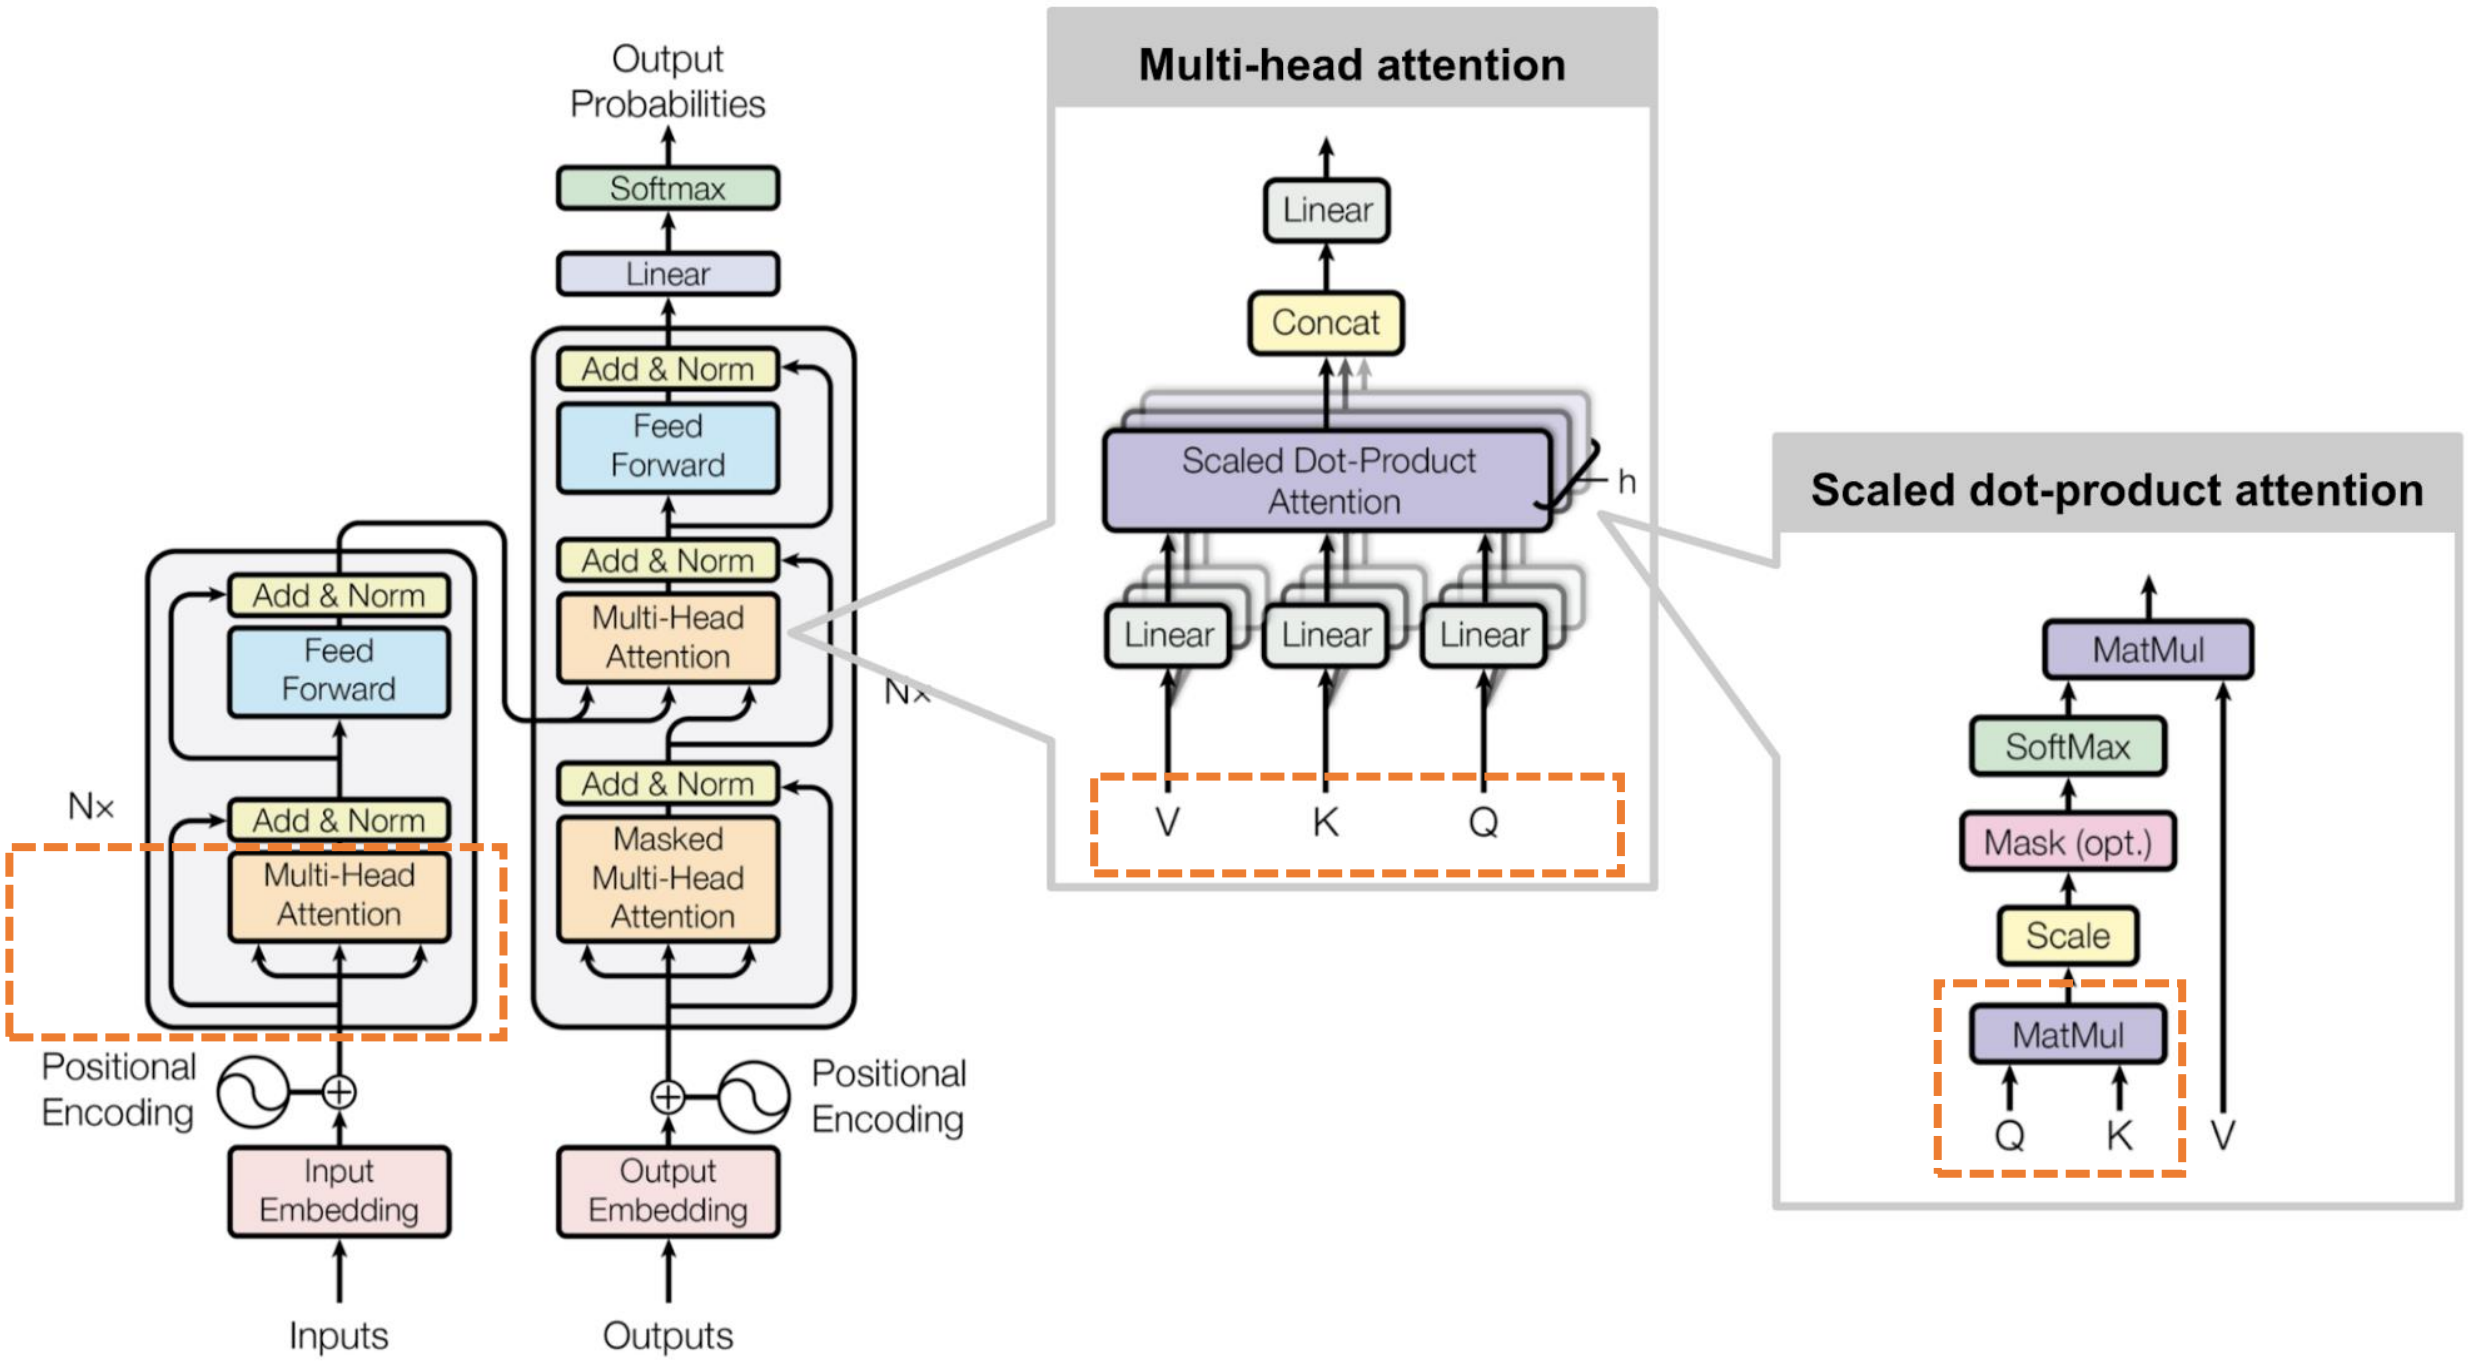 Output
Probabilities
Softmax
Linear
Add & Norm
Feed
Forward
Add & Norm
Multi-Head
Attention
Nx
Add & Norm
Masked
Multi-Head
Attention
Positional
Encoding
Output
Embedding
Outputs
Add & Norm
Feed
Forward
Nx
Add & Norm
Multi-Head
Attention
Positional
Encoding
Input
Embedding
Inputs
Multi-head attention
Linear
Concat
Scaled Dot-Product
Attention
h
Linear Linear Linear
V K Q
Scaled dot-product attention
MatMul
SoftMax
Mask (opt.)
Scale
MatMul
Q K V